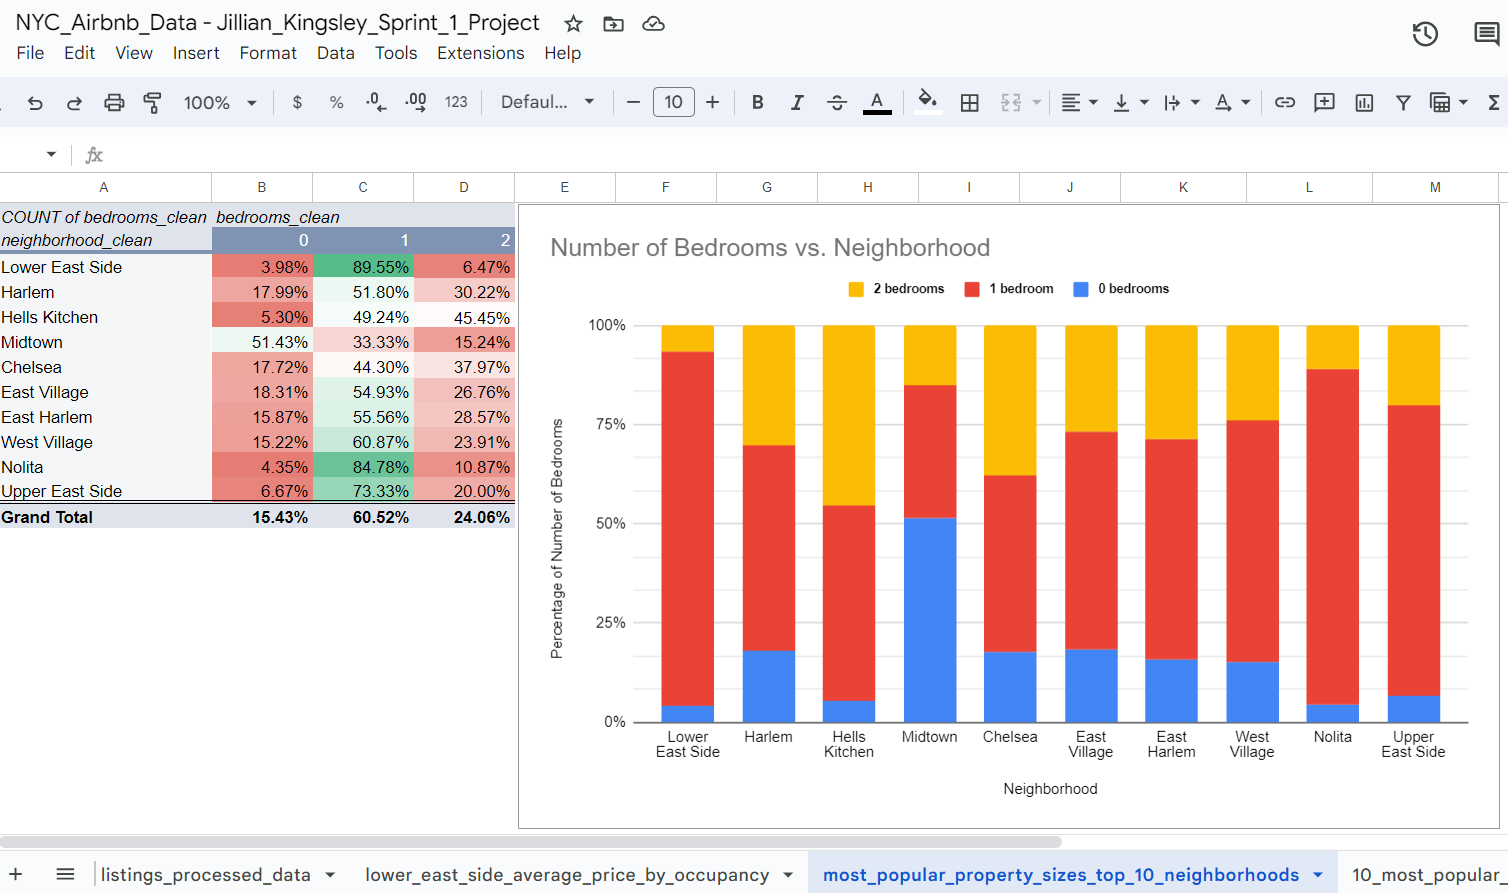 NYC_Airbnb_Data - Jillian_Kingsley_Sprint_1_Project
File Edit View Insert Format Data Tools Extensions Help
100% $ % .0 .00 123 Defaul... 10 B I A A Σ
fx
A B C D E F G H I J K L M
COUNT of bedrooms_clean bedrooms_clean
neighborhood_clean 0 1 2
Lower East Side 3.98% 89.55% 6.47%
Harlem 17.99% 51.80% 30.22%
Hells Kitchen 5.30% 49.24% 45.45%
Midtown 51.43% 33.33% 15.24%
Chelsea 17.72% 44.30% 37.97%
East Village 18.31% 54.93% 26.76%
East Harlem 15.87% 55.56% 28.57%
West Village 15.22% 60.87% 23.91%
Nolita 4.35% 84.78% 10.87%
Upper East Side 6.67% 73.33% 20.00%
Grand Total 15.43% 60.52% 24.06%
Number of Bedrooms vs. Neighborhood
2 bedrooms 1 bedroom 0 bedrooms
Percentage of Number of Bedrooms
100%
75%
50%
25%
0%
Lower East Side
Harlem
Hells Kitchen
Midtown
Chelsea
East Village
East Harlem
West Village
Nolita
Upper East Side
Neighborhood
listings_processed_data lower_east_side_average_price_by_occupancy most_popular_property_sizes_top_10_neighborhoods 10_most_popular_